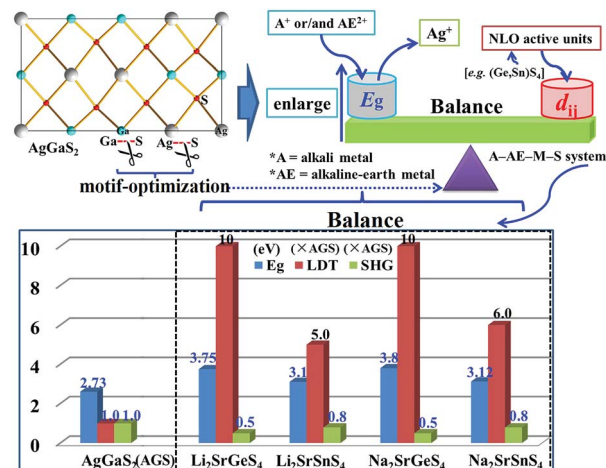 A⁺ or/and AE²⁺
Ag⁺
NLO active units
[e.g. (Ge,Sn)S₄]
enlarge
Eg
Balance
dij
S
Ga
Ag
AgGaS₂
Ga---S
Ag---S
motif-optimization
*A = alkali metal
*AE = alkaline-earth metal
A–AE–M–S system
Balance
(eV) (×AGS) (×AGS)
Eg LDT SHG
10
8
6
4
2
0
2.73
1.0
1.0
3.75
10
0.5
3.1
5.0
0.8
3.8
10
0.5
3.12
6.0
0.8
AgGaS₂(AGS) Li₂SrGeS₄ Li₂SrSnS₄ Na₂SrGeS₄ Na₂SrSnS₄